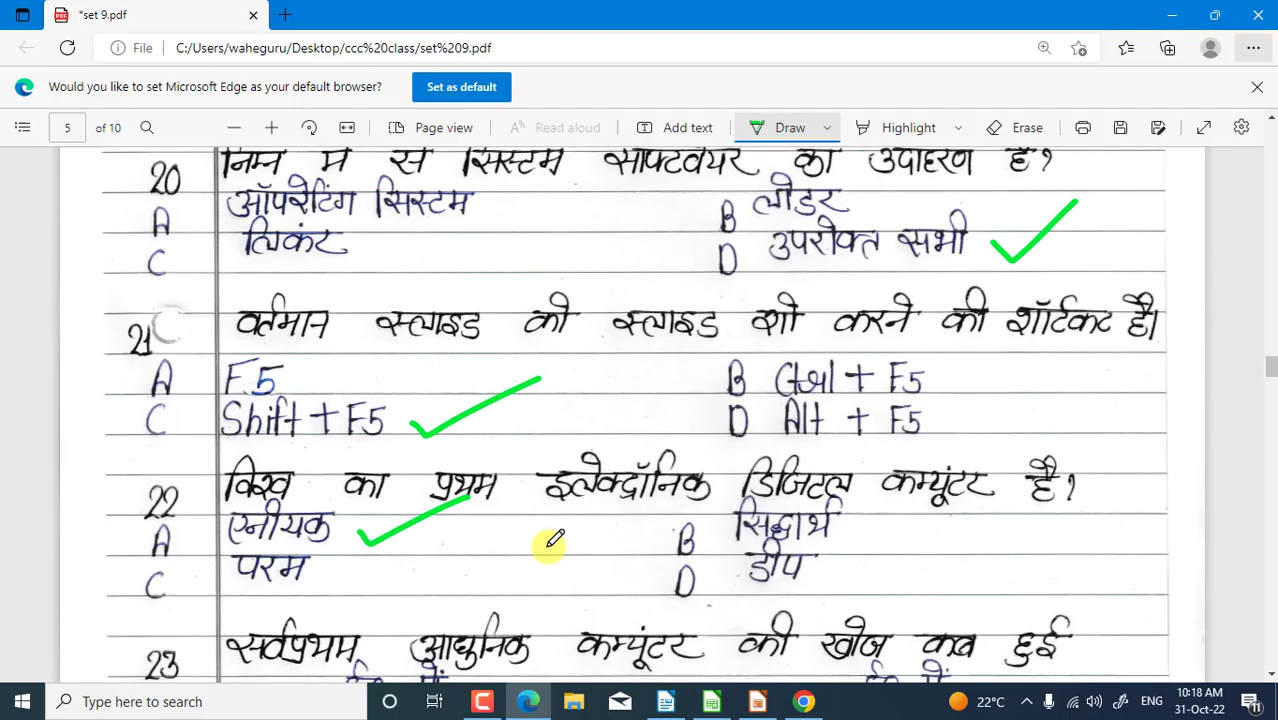 *set 9.pdf
File C:/Users/waheguru/Desktop/ccc%20class/set%209.pdf
Would you like to set Microsoft Edge as your default browser? Set as default
5 of 10 Page view Read aloud Add text Draw Highlight Erase
20 निम्न में से सिस्टम सॉफ्टवेयर का उदाहरण है?
A ऑपरेटिंग सिस्टम B लोडर
C लिंकर D उपरोक्त सभी
21 वर्तमान स्लाइड को स्लाइड शो करने की शॉर्टकट है।
A F5 B Ctrl + F5
C Shift + F5 D Alt + F5
22 विश्व का प्रथम इलेक्ट्रॉनिक डिजिटल कम्प्यूंटर है?
A एनीयक B सिद्धार्थ
C परम D डीप
23 सर्वप्रथम आधुनिक कम्प्यूंटर की खोज कब हुई
Type here to search 22°C ENG 10:18 AM
31-Oct-22 11